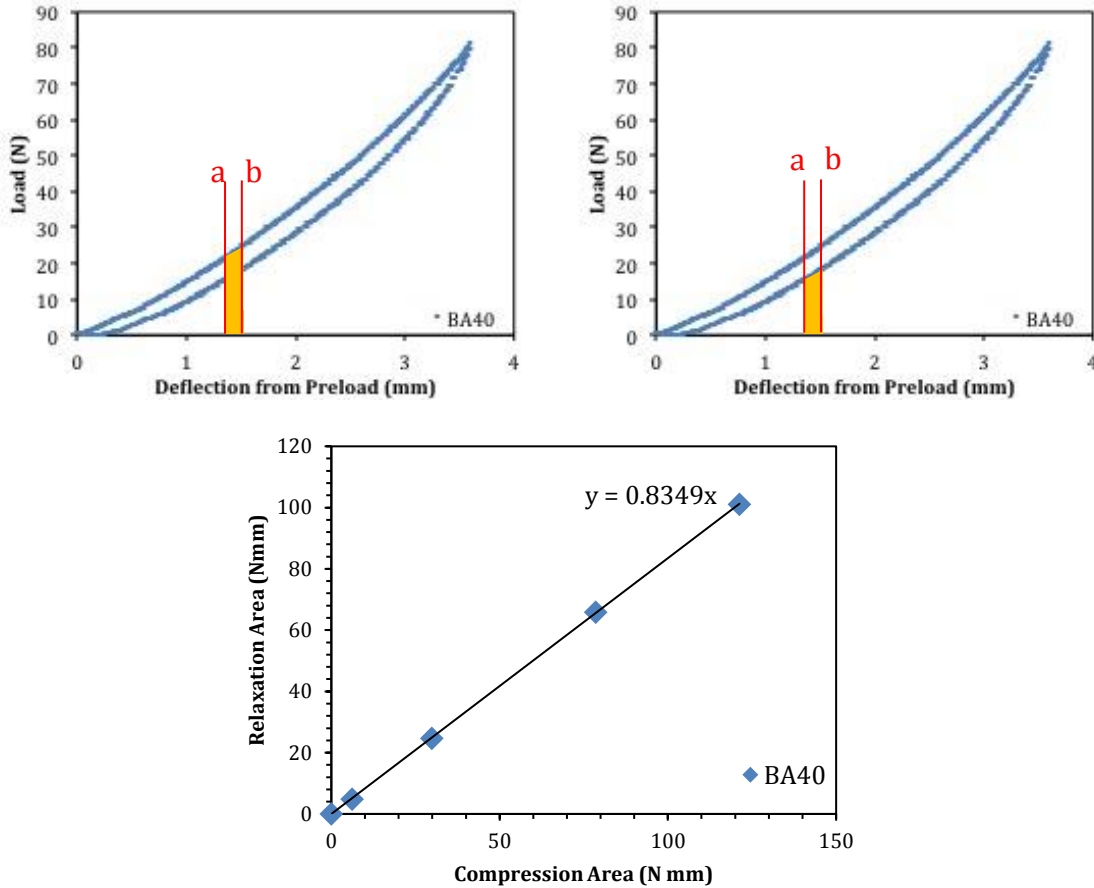 90
80
70
60
50
40
30
20
10
0
Load (N)
a b
* BA40
0 1 2 3 4
Deflection from Preload (mm)
90
80
70
60
50
40
30
20
10
0
Load (N)
a b
* BA40
0 1 2 3 4
Deflection from Preload (mm)
120
100
80
60
40
20
0
Relaxation Area (Nmm)
y = 0.8349x
BA40
0 50 100 150
Compression Area (N mm)